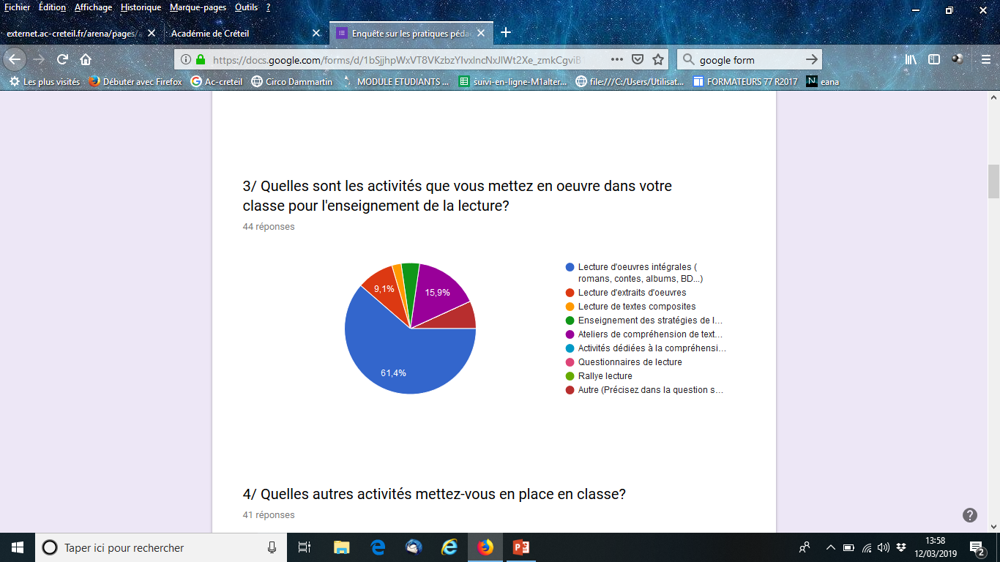 Fichier Édition Affichage Historique Marque-pages Outils ?
externet.ac-creteil.fr/arena/pages/
Académie de Créteil
Enquête sur les pratiques péda
https://docs.google.com/forms/d/1bSjjhpWxVT8VKzbzYIvxlncNxJlWt2Xe_zmkCgviB
google form
Les plus visités
Débuter avec Firefox
Ac-creteil
Circo Dammartin
MODULE ETUDIANTS ...
suivi-en-ligne-M1alter...
file:///C:/Users/Utilisat...
FORMATEURS 77 R2017
eana
3/ Quelles sont les activités que vous mettez en oeuvre dans votre
classe pour l'enseignement de la lecture?
44 réponses
9,1%
15,9%
61,4%
Lecture d'oeuvres intégrales (
romans, contes, albums, BD...)
Lecture d'extraits d'oeuvres
Lecture de textes composites
Enseignement des stratégies de l…
Ateliers de compréhension de text…
Activités dédiées à la compréhensi…
Questionnaires de lecture
Rallye lecture
Autre (Précisez dans la question s…
4/ Quelles autres activités mettez-vous en place en classe?
41 réponses
Taper ici pour rechercher
13:58
12/03/2019
2